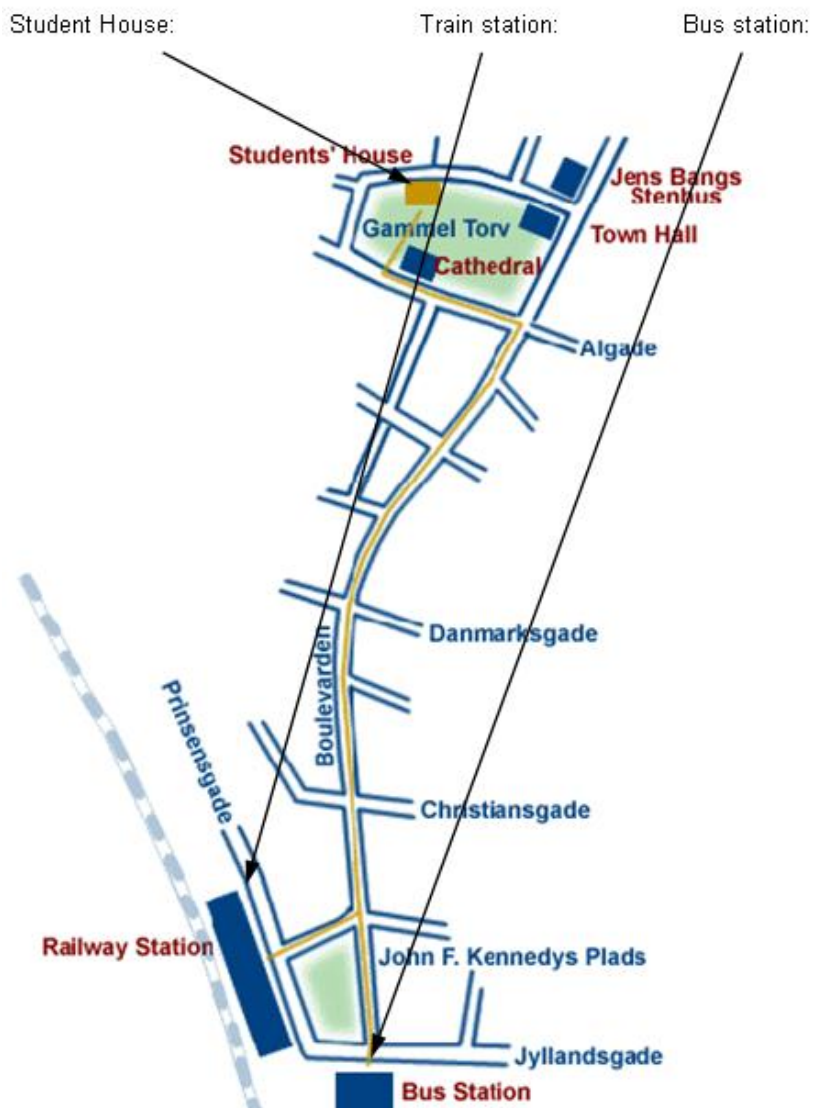 Student House:
Train station:
Bus station:
Students' House
Jens Bangs
Stenhus
Gammel Torv
Town Hall
Cathedral
Algade
Danmarksgade
Boulevarden
Prinsensgade
Christiansgade
Railway Station
John F. Kennedys Plads
Jyllandsgade
Bus Station